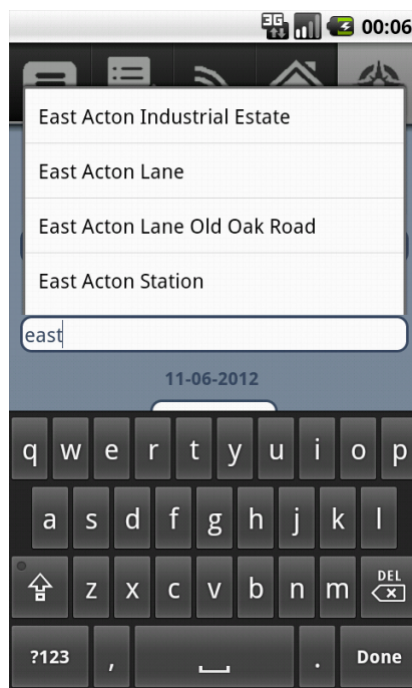 3G 00:06
East Acton Industrial Estate
East Acton Lane
East Acton Lane Old Oak Road
East Acton Station
east
11-06-2012
q w e r t y u i o p
a s d f g h j k l
z x c v b n m DEL
?123 , . Done